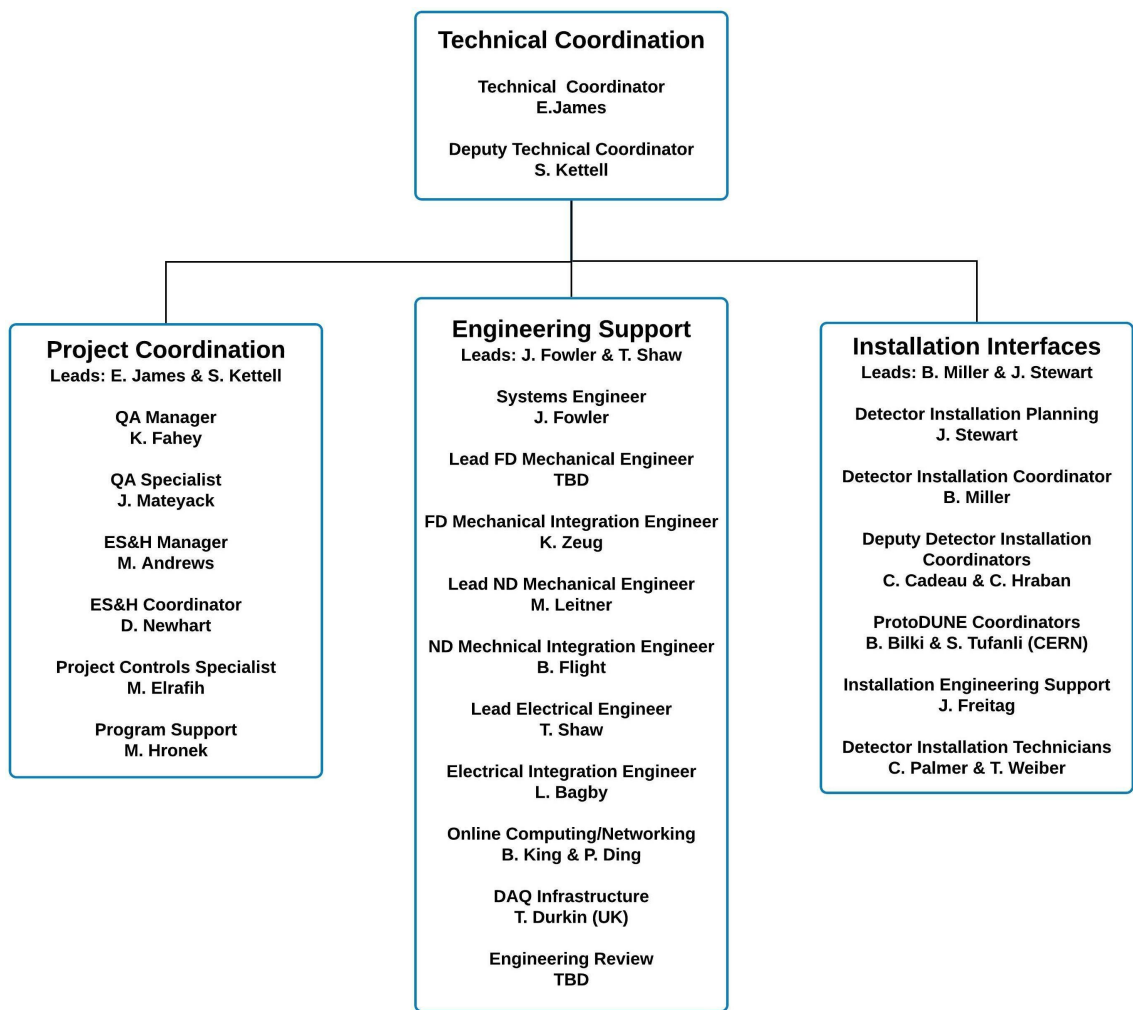 Technical Coordination
Technical Coordinator
E.James
Deputy Technical Coordinator
S. Kettell
Project Coordination
Leads: E. James & S. Kettell
QA Manager
K. Fahey
QA Specialist
J. Mateyack
ES&H Manager
M. Andrews
ES&H Coordinator
D. Newhart
Project Controls Specialist
M. Elrafih
Program Support
M. Hronek
Engineering Support
Leads: J. Fowler & T. Shaw
Systems Engineer
J. Fowler
Lead FD Mechanical Engineer
TBD
FD Mechanical Integration Engineer
K. Zeug
Lead ND Mechanical Engineer
M. Leitner
ND Mechnical Integration Engineer
B. Flight
Lead Electrical Engineer
T. Shaw
Electrical Integration Engineer
L. Bagby
Online Computing/Networking
B. King & P. Ding
DAQ Infrastructure
T. Durkin (UK)
Engineering Review
TBD
Installation Interfaces
Leads: B. Miller & J. Stewart
Detector Installation Planning
J. Stewart
Detector Installation Coordinator
B. Miller
Deputy Detector Installation
Coordinators
C. Cadeau & C. Hraban
ProtoDUNE Coordinators
B. Bilki & S. Tufanli (CERN)
Installation Engineering Support
J. Freitag
Detector Installation Technicians
C. Palmer & T. Weiber